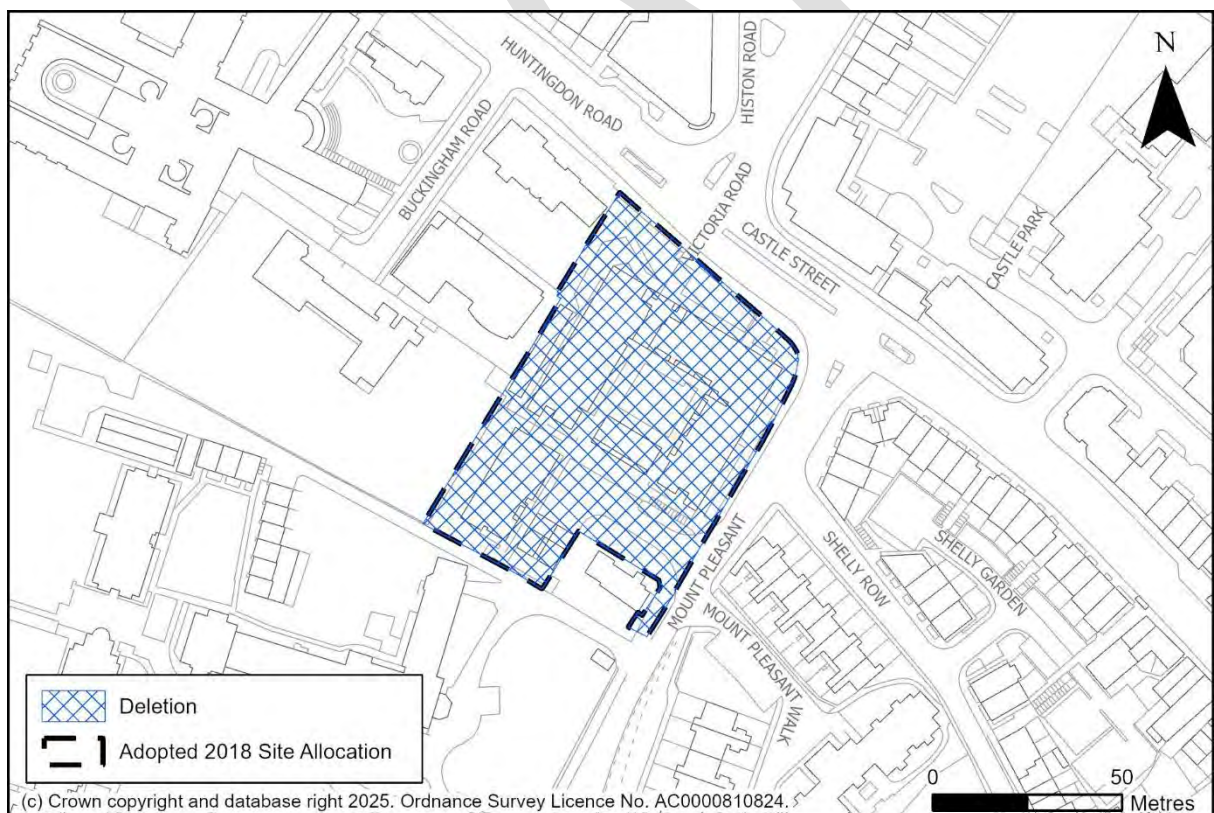 HUNTINGDON ROAD
HISTON ROAD
N
BUCKINGHAM ROAD
VICTORIA ROAD
CASTLE STREET
CASTLE PARK
MOUNT PLEASANT
SHELLY ROW
SHELLY GARDEN
MOUNT PLEASANT WALK
Deletion
Adopted 2018 Site Allocation
0 50
Metres
(c) Crown copyright and database right 2025. Ordnance Survey Licence No. AC0000810824.